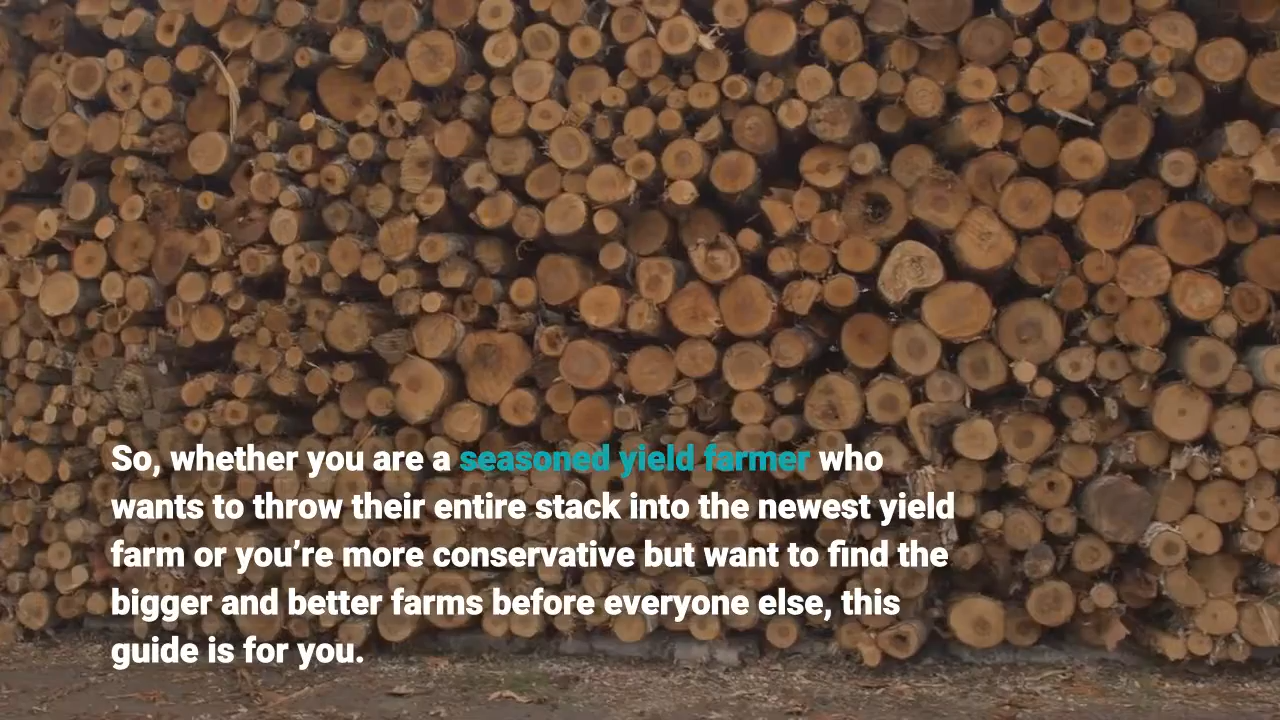 So, whether you are a seasoned yield farmer who
wants to throw their entire stack into the newest yield
farm or you’re more conservative but want to find the
bigger and better farms before everyone else, this
guide is for you.